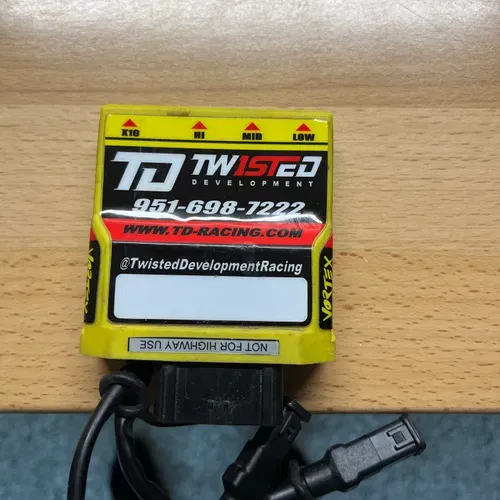 X10 HI MID LOW
TD TW1STED
DEVELOPMENT
951-698-7222
WWW.TD-RACING.COM
@TwistedDevelopmentRacing
VORTEX
VORTEX
NOT FOR HIGHWAY USE